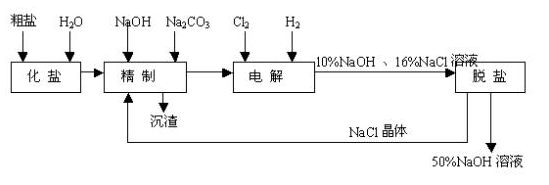 粗盐 H₂O NaOH Na₂CO₃ Cl₂ H₂
化 盐 精 制 电 解 10%NaOH 、16%NaCl 溶液 脱 盐
沉渣
NaCl 晶体
50%NaOH 溶液